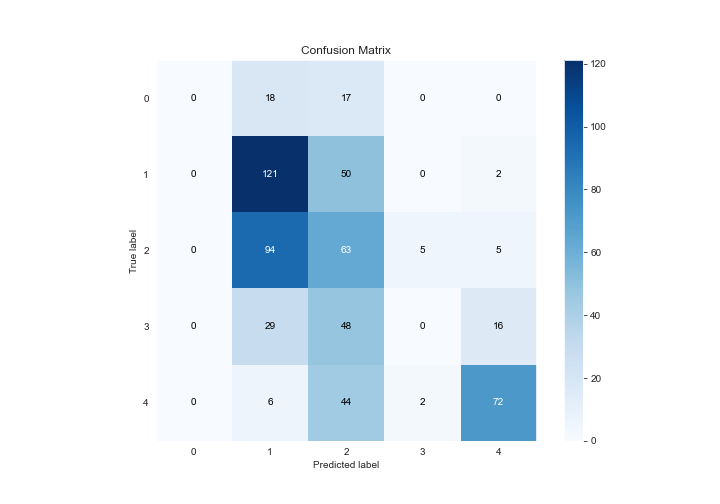 Confusion Matrix
120
0 0 18 17 0 0
100
1 121 50 0 2
0
80
True label
2 0 94 63 5 5
60
40
3 0 29 48 0 16
20
4 0 6 44 2 72
0
0 1 2 3 4
Predicted label